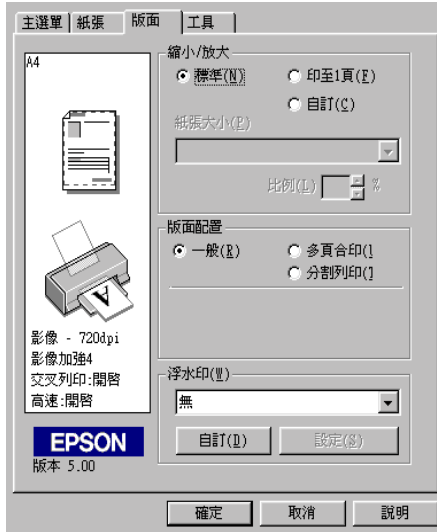 主選單 紙張 版面 工具
A4
影像 - 720dpi
影像加強4
交叉列印:開啓
高速:開啓
EPSON
版本 5.00
縮小/放大
標準(N) 印至1頁(F)
自訂(C)
紙張大小(P)
比例(L) %
版面配置
一般(R) 多頁合印(
分割列印(
浮水印(W)
無
自訂(D) 設定(S)
確定 取消 說明